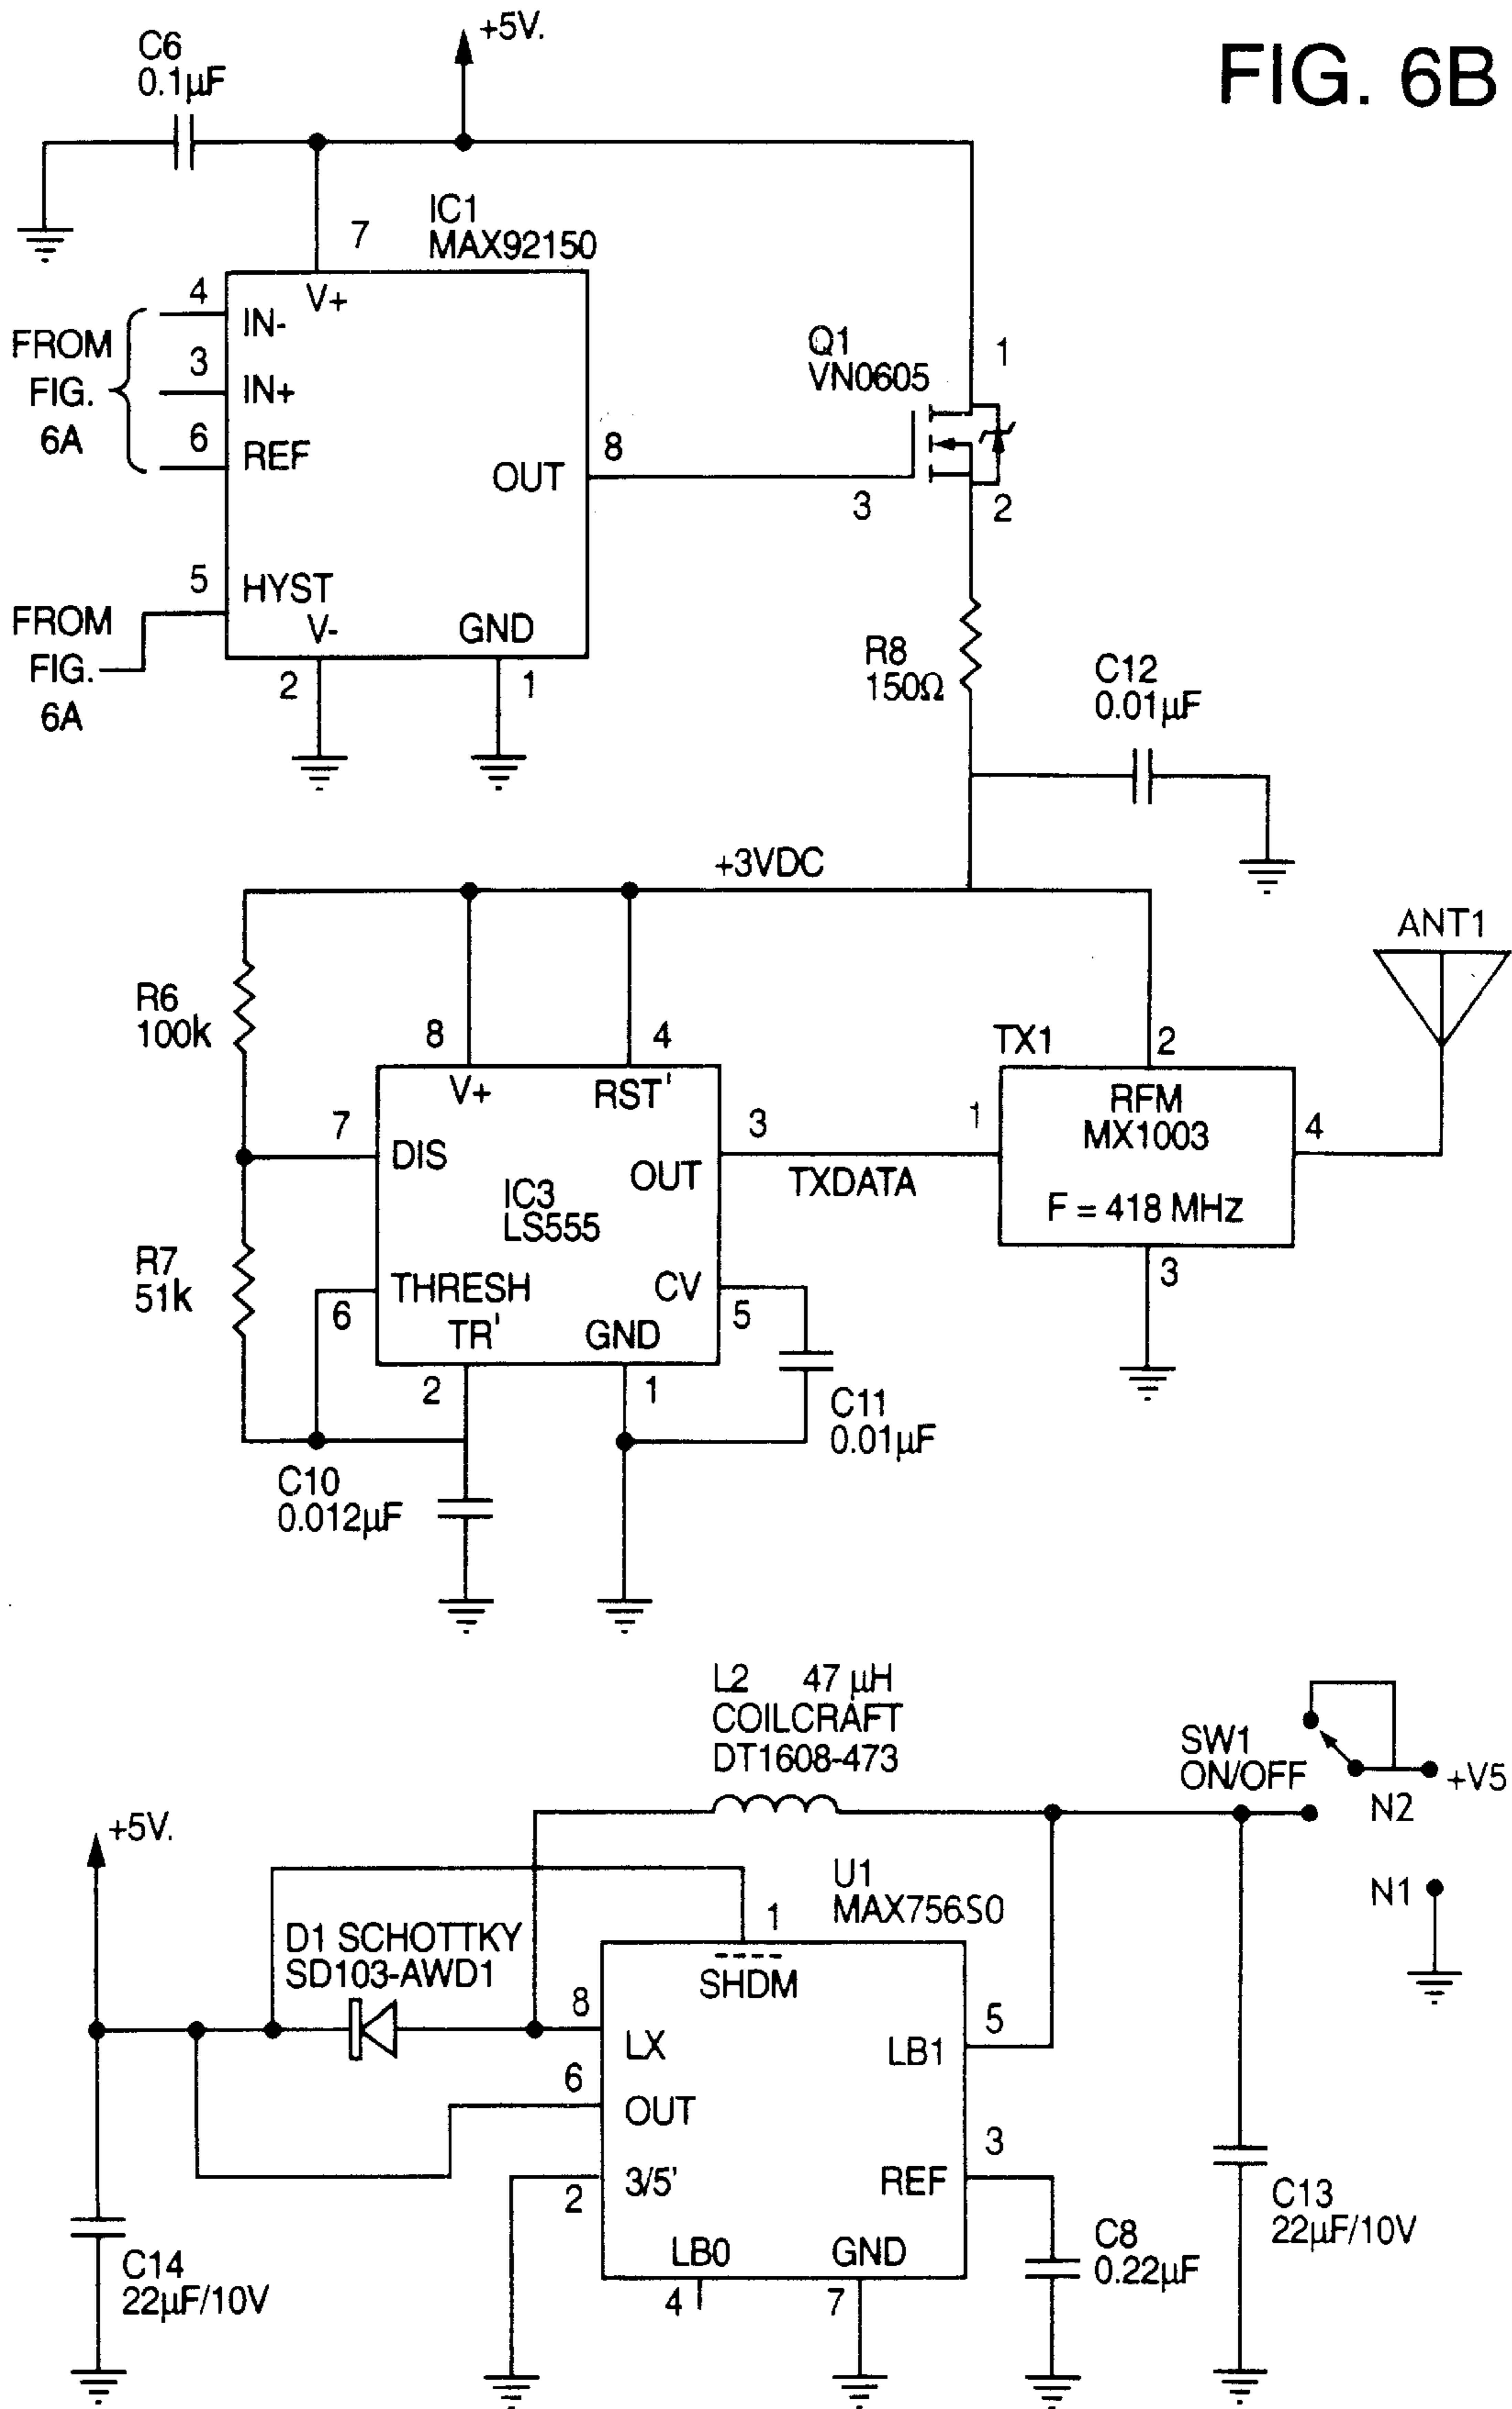 FIG. 6B
+5V.
C6
0.1µF
IC1
MAX92150
7
V+
4
IN-
3
IN+
6
REF
FROM
FIG.
6A
OUT
8
5
HYST
V-
GND
FROM
FIG.
6A
2
1
Q1
VN0605
1
3
2
R8
150Ω
C12
0.01µF
+3VDC
ANT1
R6
100k
8
4
V+
RST'
7
DIS
3
OUT
TXDATA
IC3
LS555
TX1
2
1
RFM
MX1003
4
F = 418 MHz
3
R7
51k
THRESH
6
TR'
GND
CV
5
2
1
C11
0.01µF
C10
0.012µF
L2 47 µH
COILCRAFT
DT1608-473
SW1
ON/OFF
+V5
N2
N1
+5V.
U1
MAX756S0
1
D1 SCHOTTKY
SD103-AWD1
SHDM
8
LX
5
LB1
6
OUT
3
REF
3/5'
2
LB0
GND
4
7
C8
0.22µF
C13
22µF/10V
C14
22µF/10V